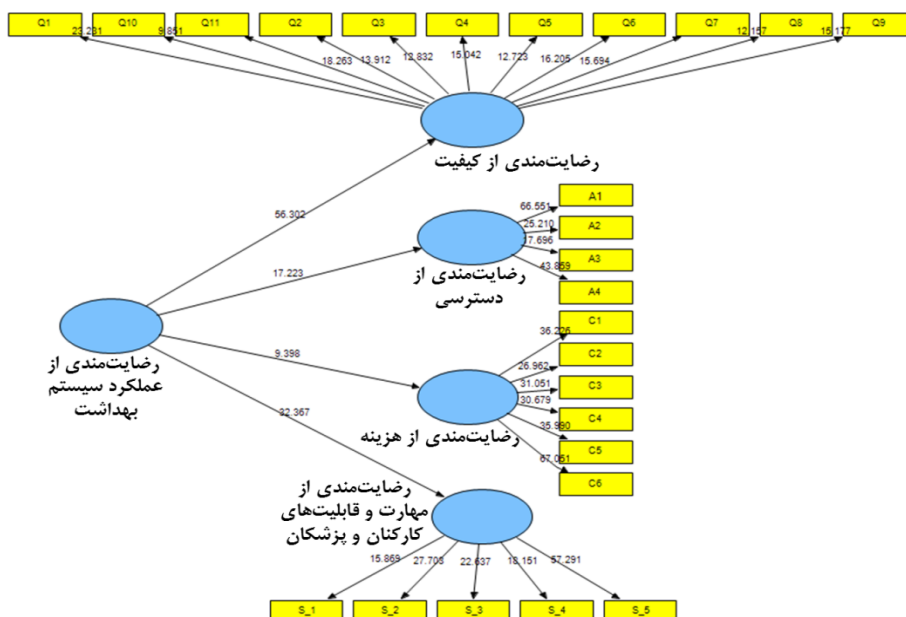 Q1 Q10 Q11 Q2 Q3 Q4 Q5 Q6 Q7 Q8 Q9
23.231 9.851 18.263 13.912 12.832 15.042 12.723 16.205 15.694 12.157 15.177
رضایت‌مندی از کیفیت
56.302
A1
66.551
A2
25.210
A3
17.696
A4
43.859
رضایت‌مندی از
دسترسی
17.223
C1
36.226
C2
26.962
C3
31.051
C4
30.679
C5
35.990
C6
67.051
رضایت‌مندی از هزینه
9.398
رضایت‌مندی از
عملکرد سیستم
بهداشت
32.367
رضایت‌مندی از
مهارت و قابلیت‌های
کارکنان و پزشکان
15.869 27.703 22.637 18.151 57.291
S_1 S_2 S_3 S_4 S_5